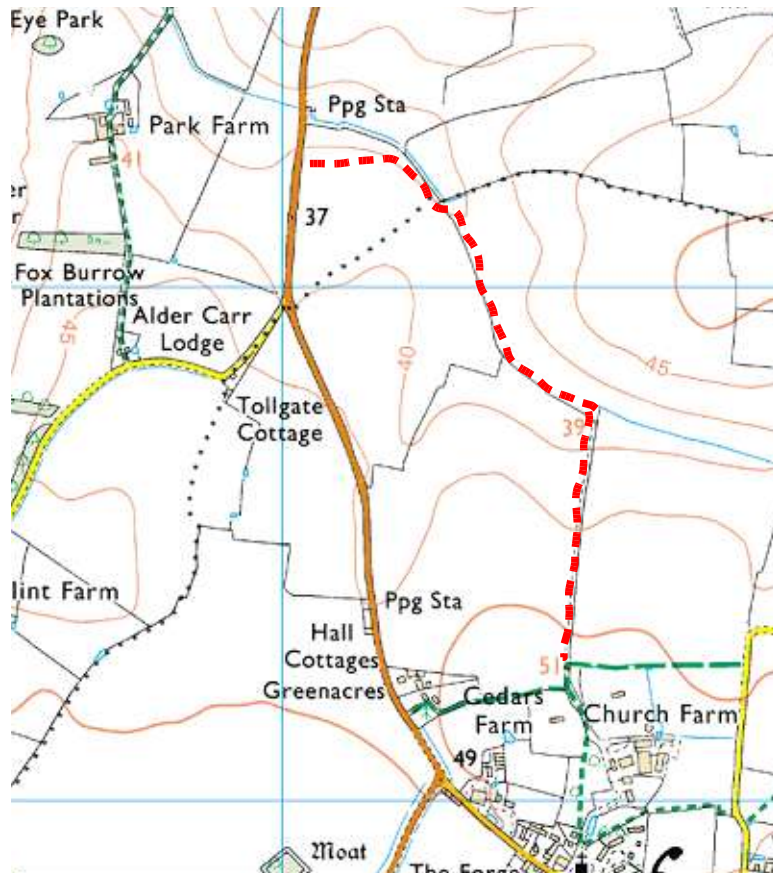 Eye Park
Ppg Sta
Park Farm
41
37
Fox Burrow
Plantations
Alder Carr
Lodge
45
40
45
Tollgate
Cottage
39
lint Farm
Ppg Sta
Hall
Cottages
Greenacres
51
Cedars
Farm
Church Farm
49
Moat
The Forge